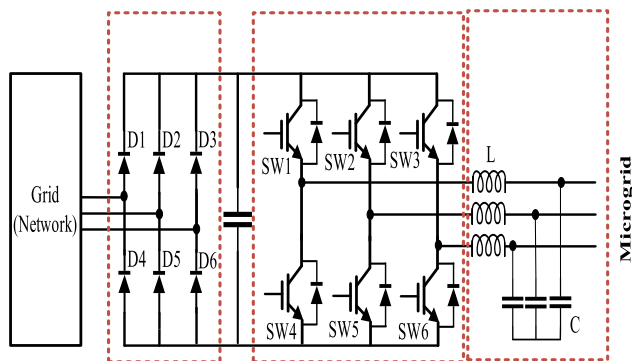 Grid
(Network)
D1
D2
D3
D4
D5
D6
SW1
SW2
SW3
SW4
SW5
SW6
L
C
Microgrid